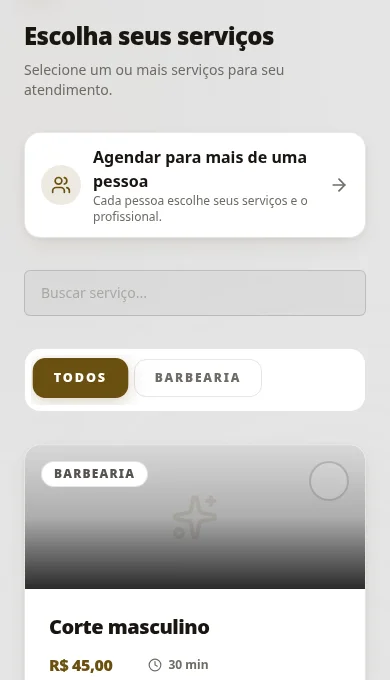 Escolha seus serviços
Selecione um ou mais serviços para seu
atendimento.
Agendar para mais de uma
pessoa
Cada pessoa escolhe seus serviços e o
profissional.
Buscar serviço...
TODOS
BARBEARIA
BARBEARIA
Corte masculino
R$ 45,00
30 min